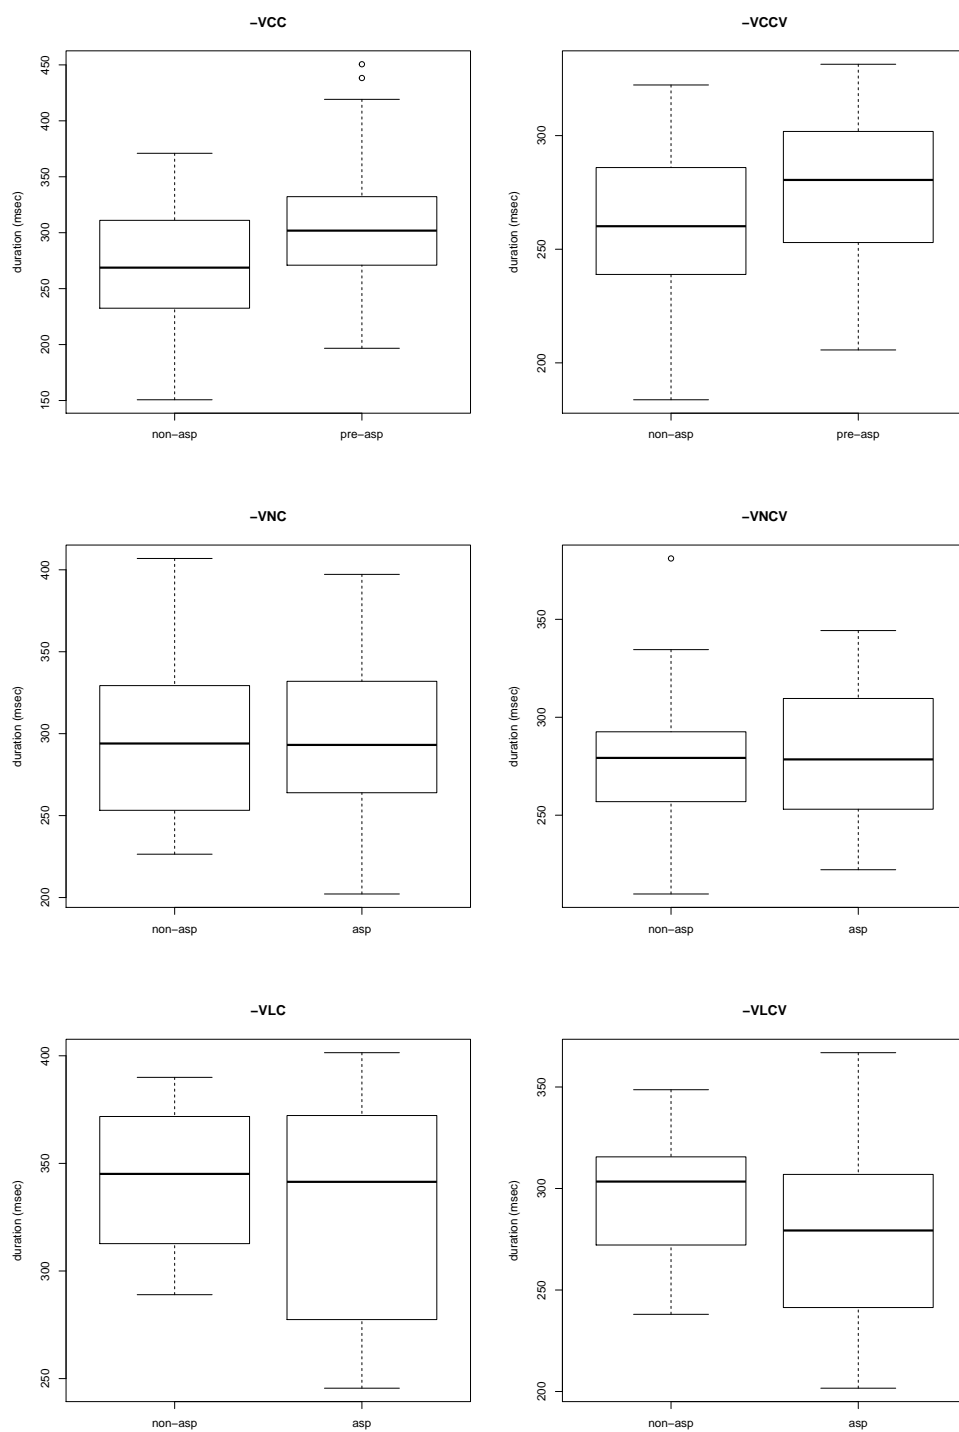 −VCC
duration (msec)
150 200 250 300 350 400 450
non−asp pre−asp
−VCCV
duration (msec)
200 250 300
non−asp pre−asp
−VNC
duration (msec)
200 250 300 350 400
non−asp asp
−VNCV
duration (msec)
250 300 350
non−asp asp
−VLC
duration (msec)
250 300 350 400
non−asp asp
−VLCV
duration (msec)
200 250 300 350
non−asp asp